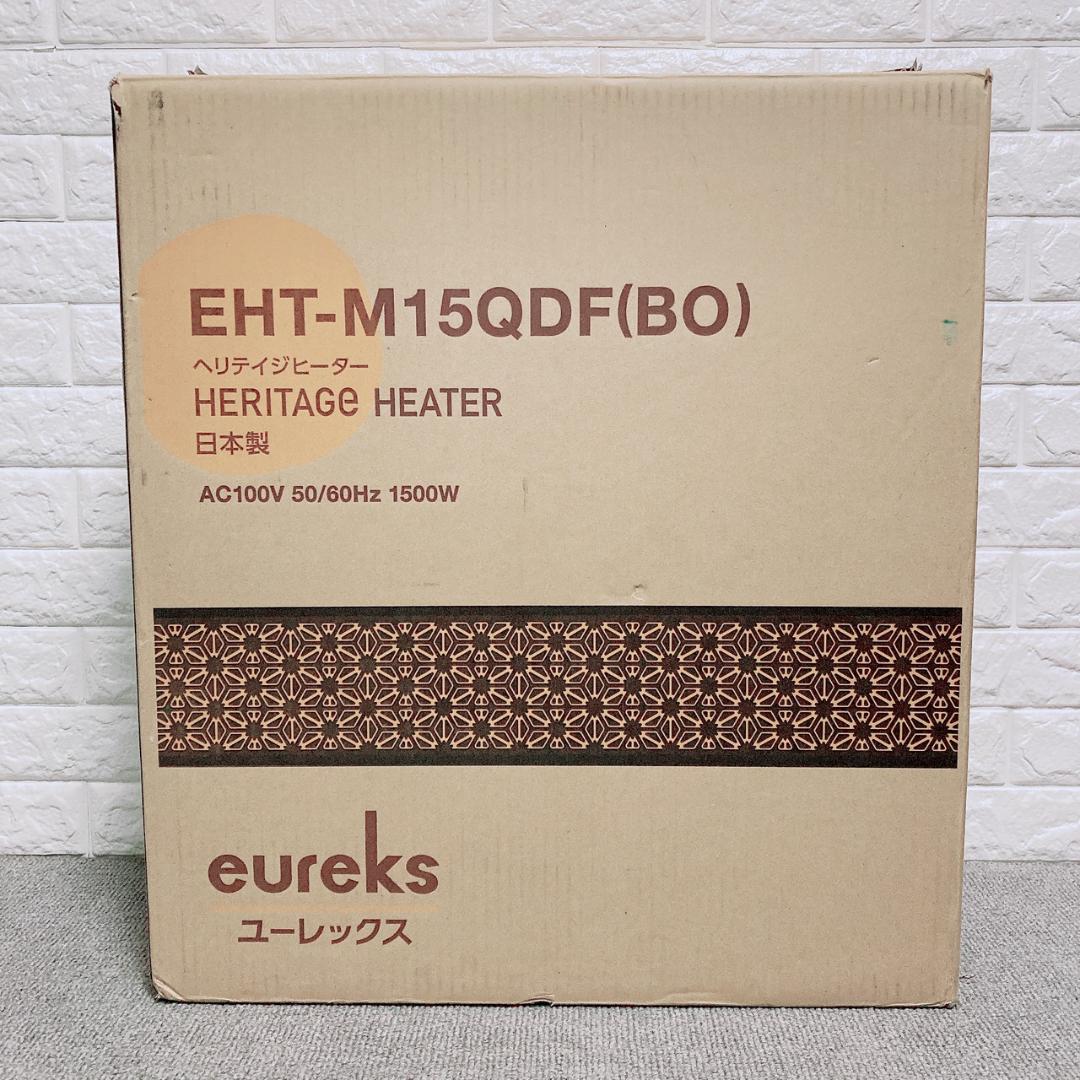 EHT-M15QDF(BO)
ヘリテイジヒーター
HERITAGe HEATER
日本製
AC100V 50/60Hz 1500W
eureks
ユーレックス